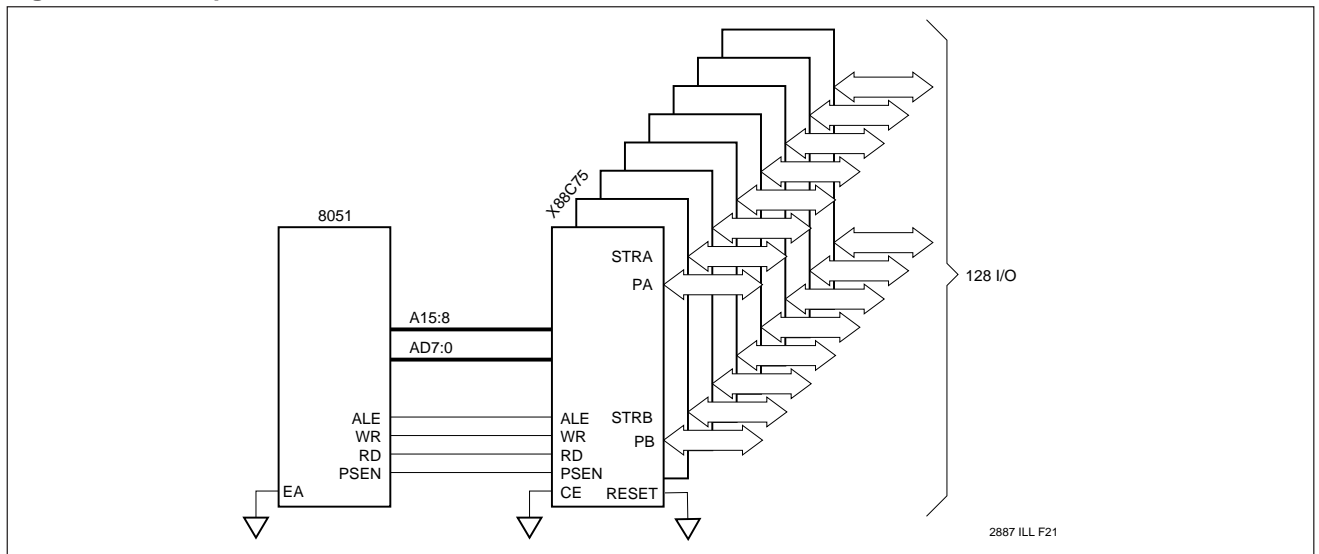 8051
X88C75
STRA
PA
128 I/O
A15:8
AD7:0
ALE
WR
RD
PSEN
EA
ALE
WR
RD
PSEN
CE
STRB
PB
RESET
2887 ILL F21